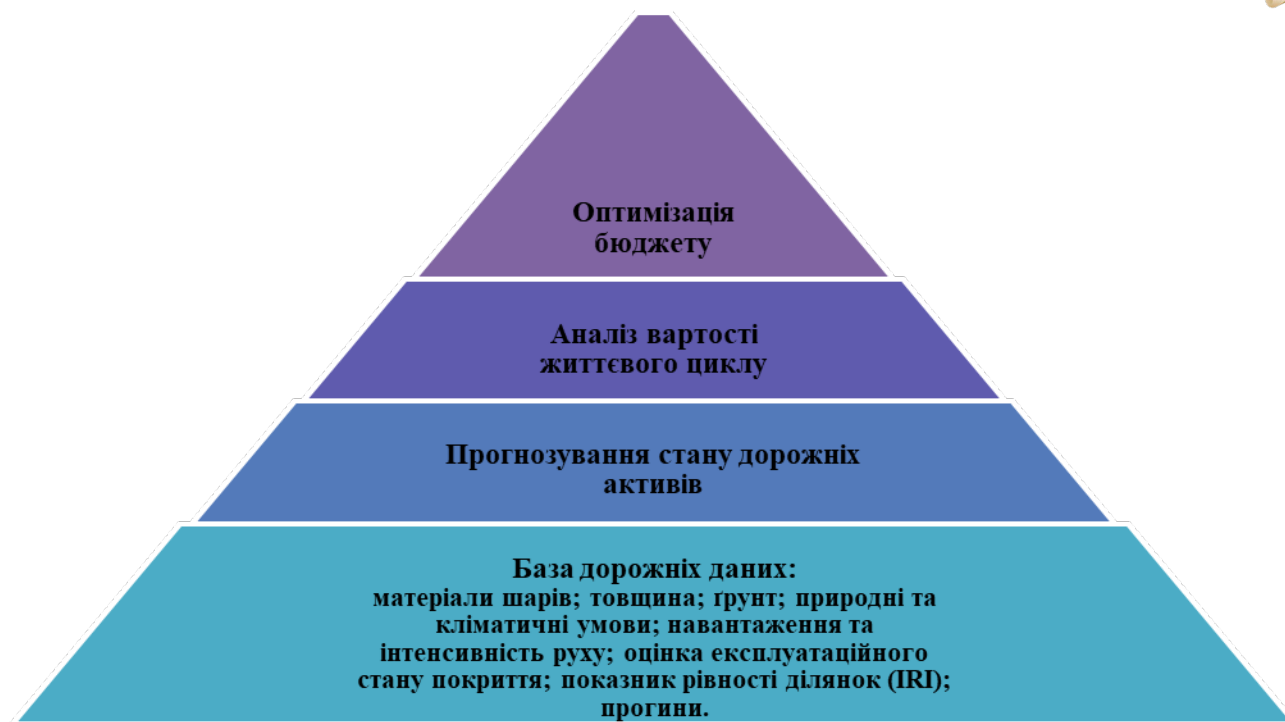 Оптимізація
бюджету
Аналіз вартості
життєвого циклу
Прогнозування стану дорожніх
активів
База дорожніх даних:
матеріали шарів; товщина; ґрунт; природні та
кліматичні умови; навантаження та
інтенсивність руху; оцінка експлуатаційного
стану покриття; показник рівності ділянок (IRI);
прогини.